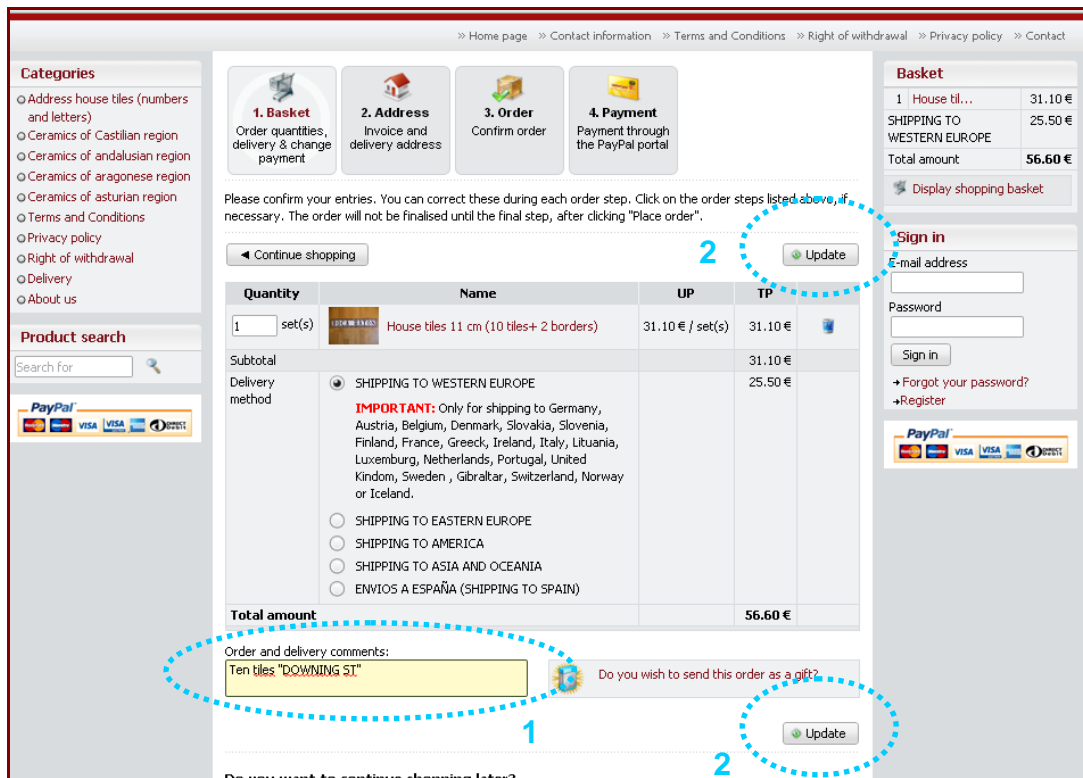 » Home page » Contact information » Terms and Conditions » Right of withdrawal » Privacy policy » Contact
Categories
Address house tiles (numbers
and letters)
Ceramics of Castilian region
Ceramics of andalusian region
Ceramics of aragonese region
Ceramics of asturian region
Terms and Conditions
Privacy policy
Right of withdrawal
Delivery
About us
Product search
Search for
PayPal
VISA VISA DIRECT Debit
1. Basket
Order quantities,
delivery & change
payment
2. Address
Invoice and
delivery address
3. Order
Confirm order
4. Payment
Payment through
the PayPal portal
Please confirm your entries. You can correct these during each order step. Click on the order steps listed above, if
necessary. The order will not be finalised until the final step, after clicking "Place order".
◄ Continue shopping
2
Update
Quantity Name UP TP
1 set(s) House tiles 11 cm (10 tiles+ 2 borders) 31.10 € / set(s) 31.10 €
Subtotal 31.10 €
Delivery
method
SHIPPING TO WESTERN EUROPE 25.50 €
IMPORTANT: Only for shipping to Germany,
Austria, Belgium, Denmark, Slovakia, Slovenia,
Finland, France, Greeck, Ireland, Italy, Lituania,
Luxemburg, Netherlands, Portugal, United
Kindom, Sweden , Gibraltar, Switzerland, Norway
or Iceland.
SHIPPING TO EASTERN EUROPE
SHIPPING TO AMERICA
SHIPPING TO ASIA AND OCEANIA
ENVIOS A ESPAÑA (SHIPPING TO SPAIN)
Total amount 56.60 €
Order and delivery comments:
Ten tiles "DOWNING ST"
1
Do you wish to send this order as a gift?
Update
2
Do you want to continue shopping later?
Basket
1 House til... 31.10 €
SHIPPING TO
WESTERN EUROPE 25.50 €
Total amount 56.60 €
Display shopping basket
Sign in
E-mail address
Password
Sign in
→ Forgot your password?
→Register
PayPal
VISA VISA DIRECT Debit